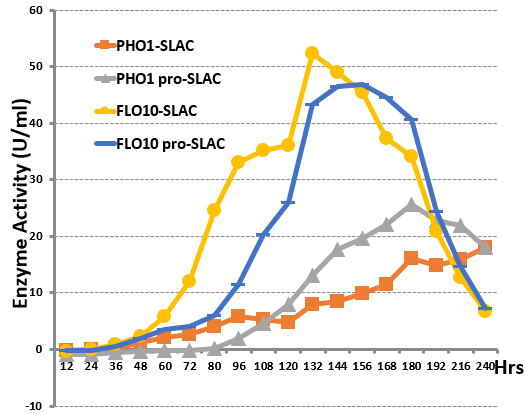 60
50
40
30
20
10
0
-10
Enzyme Activity (U/ml)
PHO1-SLAC
PHO1 pro-SLAC
FLO10-SLAC
FLO10 pro-SLAC
12 24 36 48 60 72 80 96 108 120 132 144 156 168 180 192 216 240 Hrs